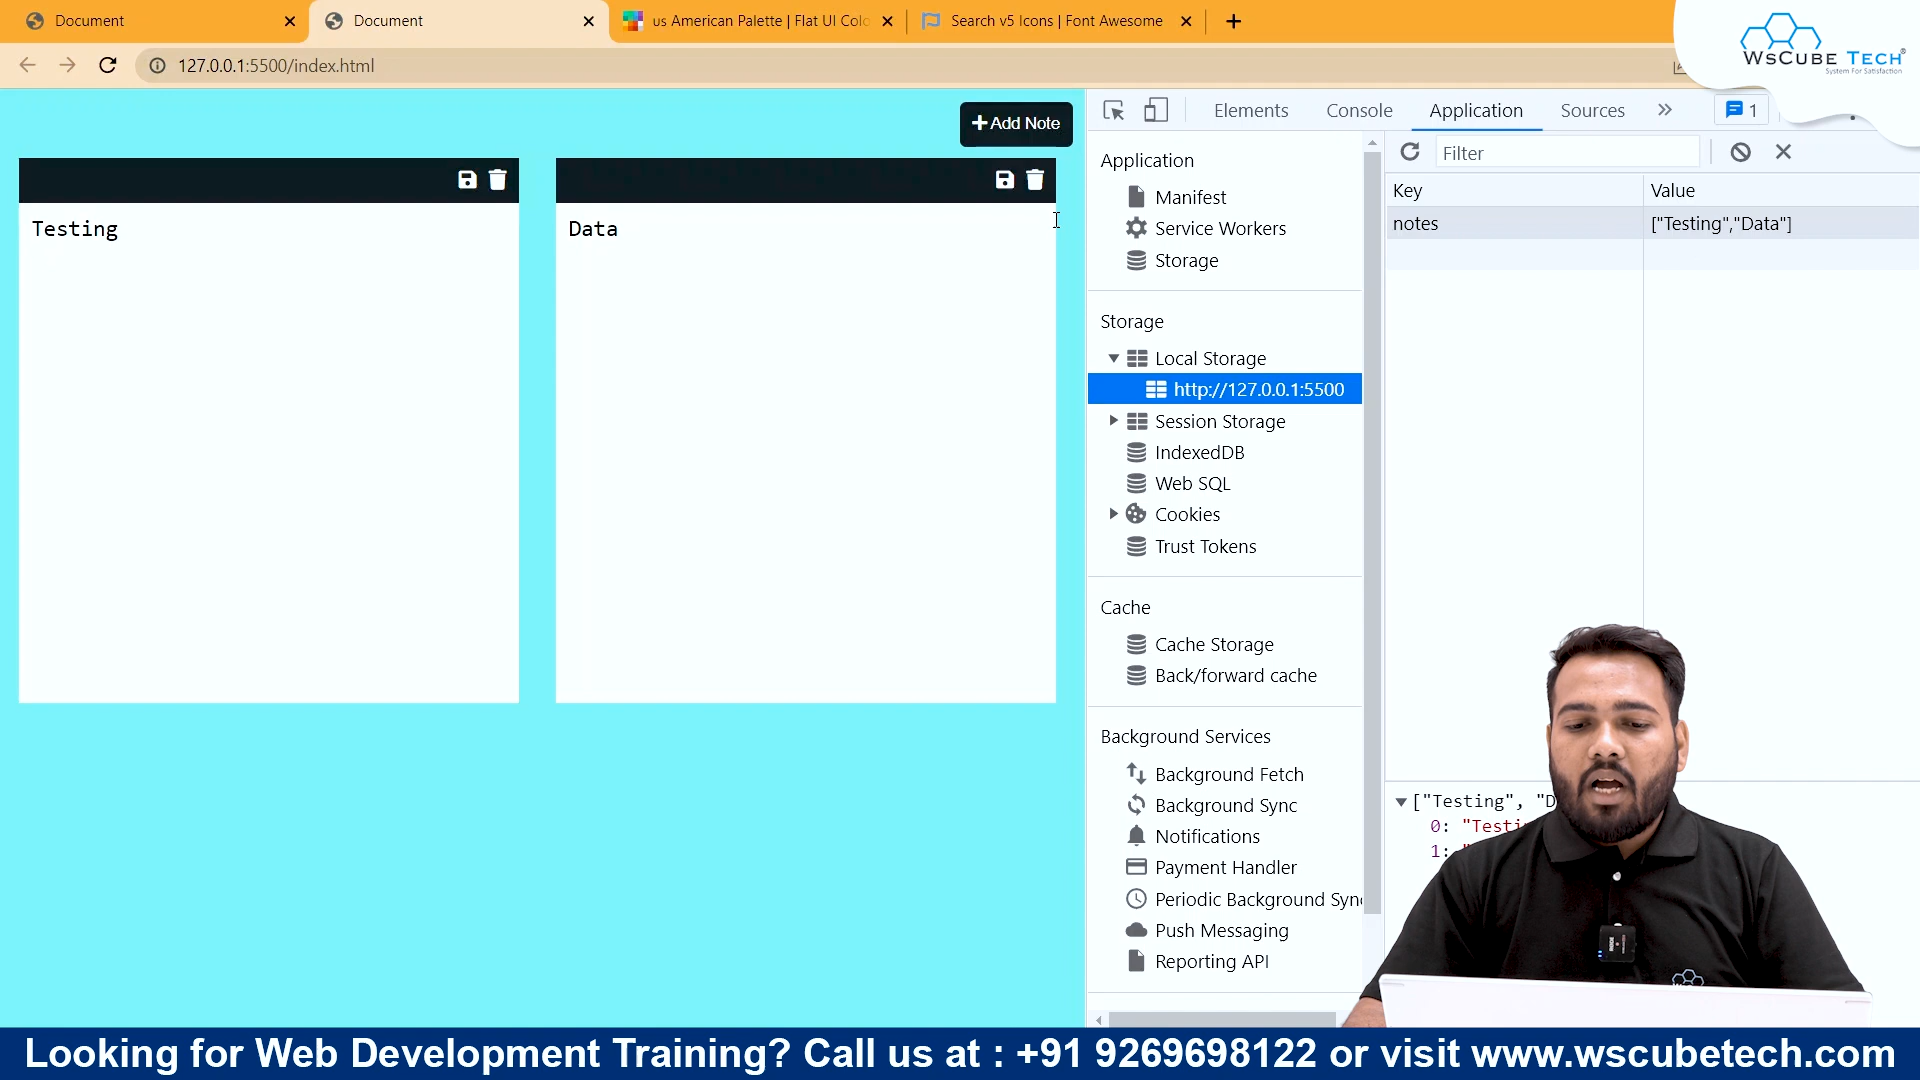 Document
Document
us American Palette | Flat UI Colo
Search v5 Icons | Font Awesome
127.0.0.1:5500/index.html
WsCube Tech®
System For Satisfaction
Add Note
Testing
Data
Elements
Console
Application
Sources
1
Application
Manifest
Service Workers
Storage
Storage
Local Storage
http://127.0.0.1:5500
Session Storage
IndexedDB
Web SQL
Cookies
Trust Tokens
Cache
Cache Storage
Back/forward cache
Background Services
Background Fetch
Background Sync
Notifications
Payment Handler
Periodic Background Syn
Push Messaging
Reporting API
Filter
Key Value
notes ["Testing","Data"]
["Testing", "D
0: "Testi
1: "
Looking for Web Development Training? Call us at : +91 9269698122 or visit www.wscubetech.com